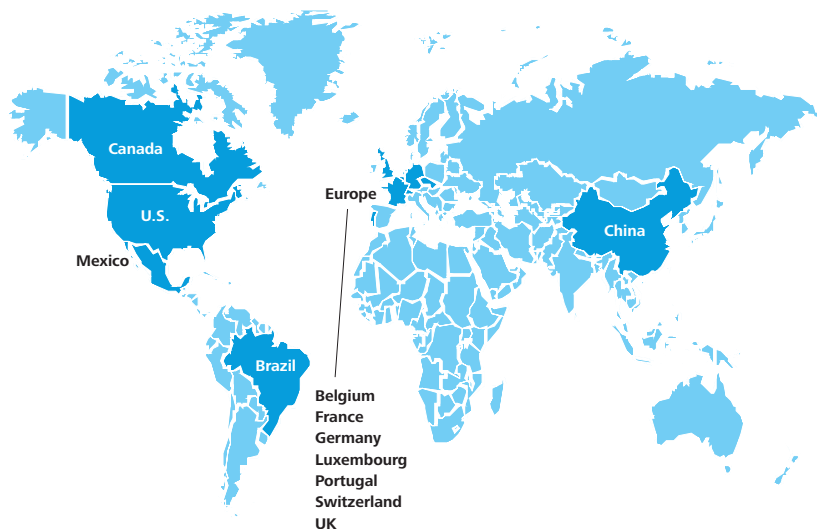 Canada
U.S.
Mexico
Brazil
Europe
China
Belgium
France
Germany
Luxembourg
Portugal
Switzerland
UK